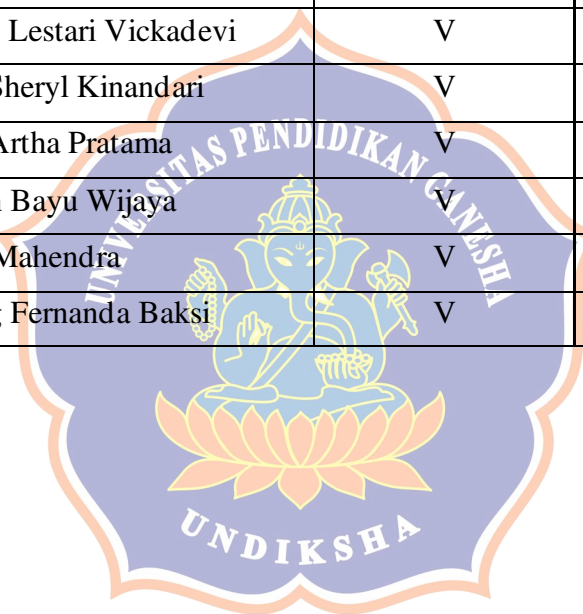 Lestari Vickadevi V
Sheryl Kinandari V
Artha Pratama V
Bayu Wijaya V
Mahendra V
Fernanda Baksi V
UNIVERSITAS PENDIDIKAN GANESHA
UNDIKSHA